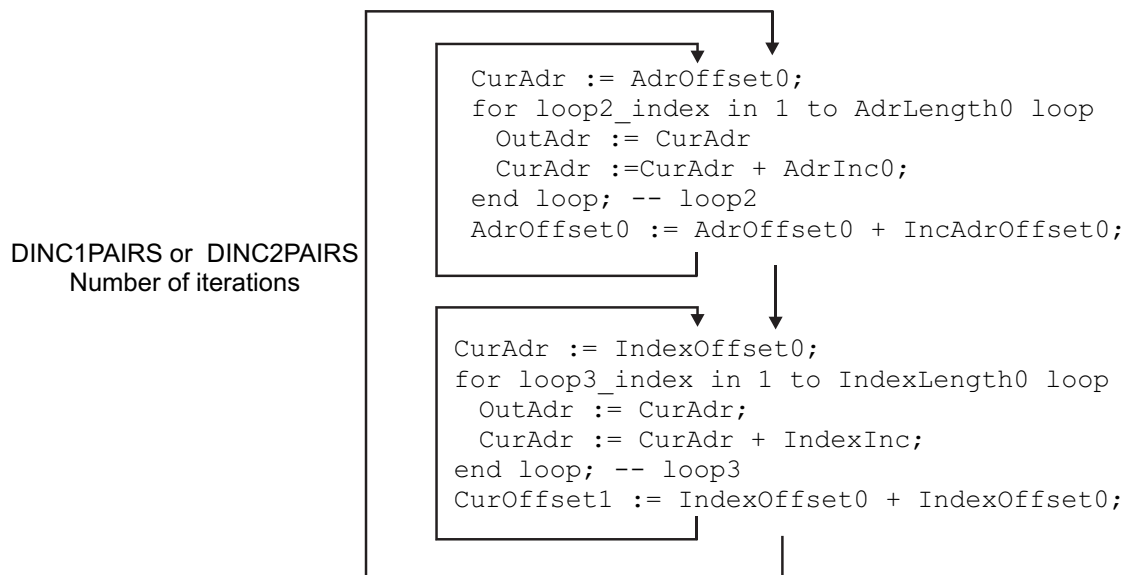 CurAdr := AdrOffset0;
for loop2_index in 1 to AdrLength0 loop
OutAdr := CurAdr
CurAdr :=CurAdr + AdrInc0;
end loop; -- loop2
AdrOffset0 := AdrOffset0 + IncAdrOffset0;
DINC1PAIRS or DINC2PAIRS
Number of iterations
CurAdr := IndexOffset0;
for loop3_index in 1 to IndexLength0 loop
OutAdr := CurAdr;
CurAdr := CurAdr + IndexInc;
end loop; -- loop3
CurOffset1 := IndexOffset0 + IndexOffset0;